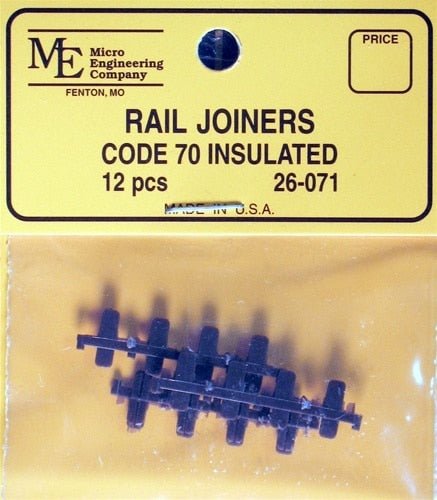 ME Micro
Engineering
Company
FENTON, MO
PRICE
RAIL JOINERS
CODE 70 INSULATED
12 pcs 26-071
MADE IN U.S.A.